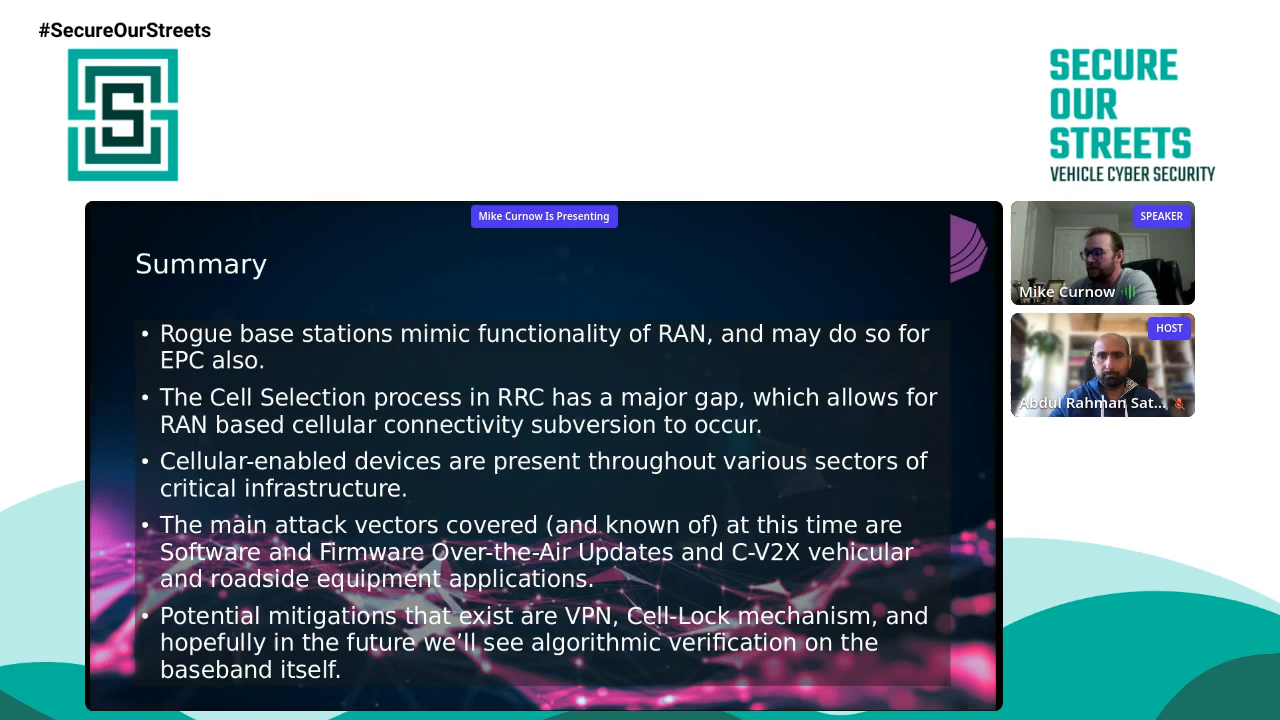 #SecureOurStreets
S
SECURE
OUR
STREETS
VEHICLE CYBER SECURITY
Mike Curnow Is Presenting
Summary
• Rogue base stations mimic functionality of RAN, and may do so for
EPC also.
• The Cell Selection process in RRC has a major gap, which allows for
RAN based cellular connectivity subversion to occur.
• Cellular-enabled devices are present throughout various sectors of
critical infrastructure.
• The main attack vectors covered (and known of) at this time are
Software and Firmware Over-the-Air Updates and C-V2X vehicular
and roadside equipment applications.
• Potential mitigations that exist are VPN, Cell-Lock mechanism, and
hopefully in the future we’ll see algorithmic verification on the
baseband itself.
SPEAKER
Mike Curnow
HOST
Abdul Rahman Sat...